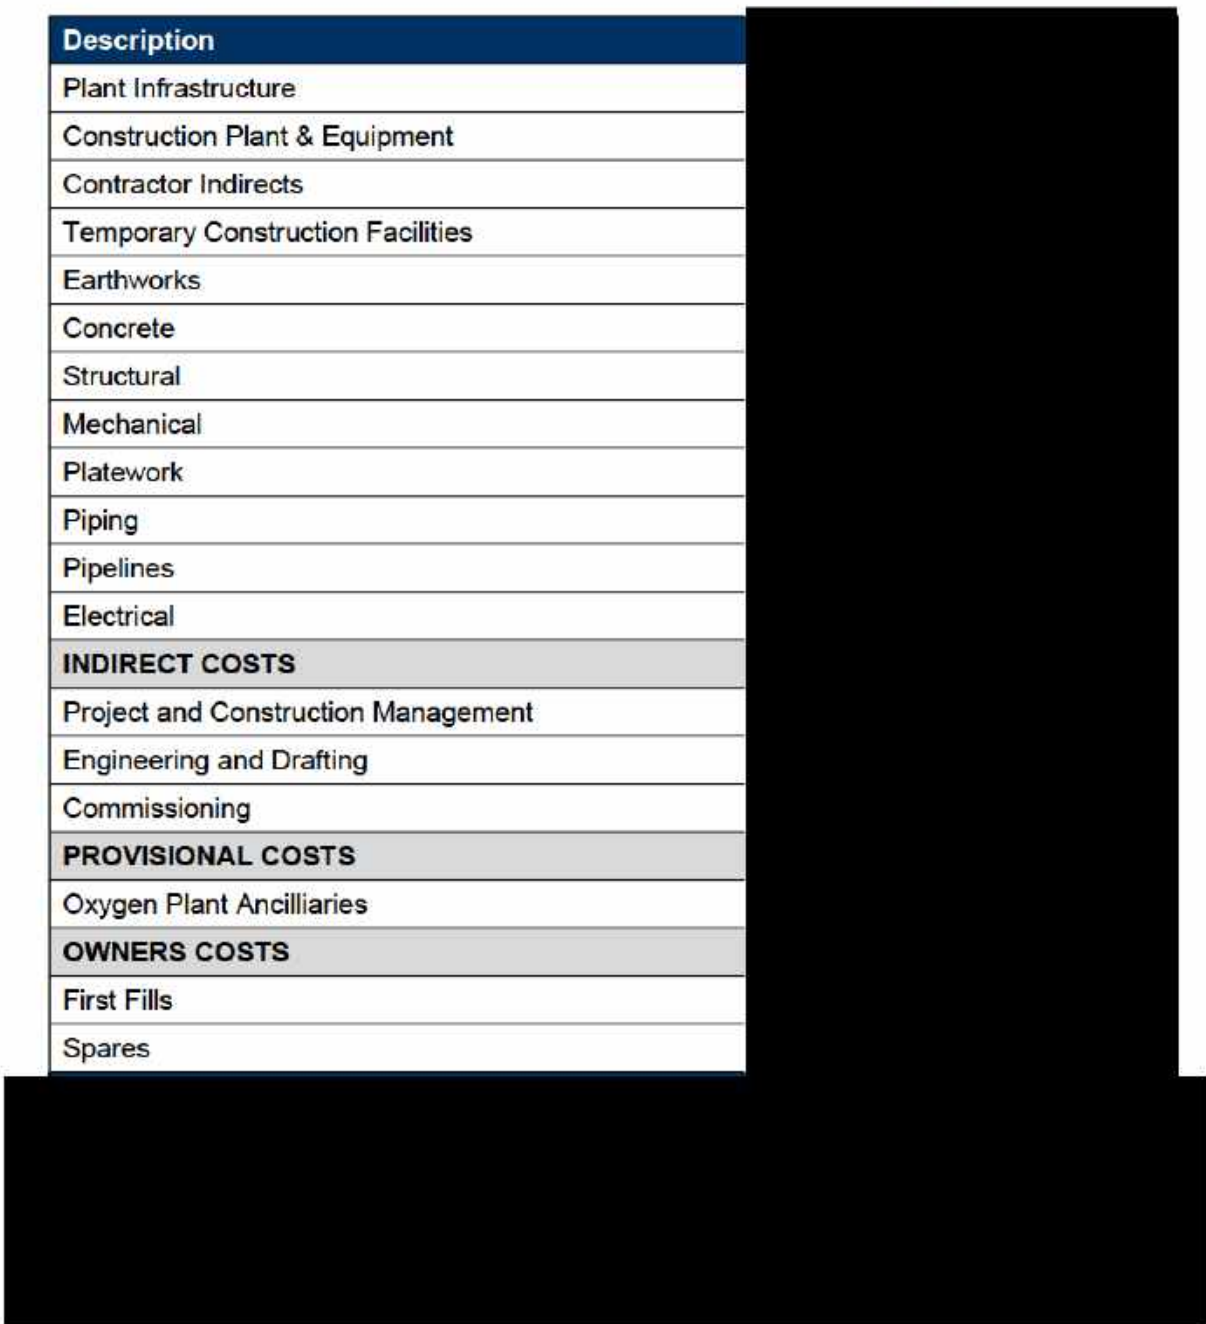 Description
Plant Infrastructure
Construction Plant & Equipment
Contractor Indirects
Temporary Construction Facilities
Earthworks
Concrete
Structural
Mechanical
Platework
Piping
Pipelines
Electrical
INDIRECT COSTS
Project and Construction Management
Engineering and Drafting
Commissioning
PROVISIONAL COSTS
Oxygen Plant Ancilliaries
OWNERS COSTS
First Fills
Spares